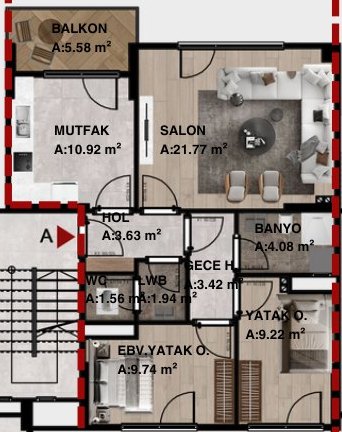 BALKON
A:5.58 m²
MUTFAK
A:10.92 m²
SALON
A:21.77 m²
HOL
A:3.63 m²
A
BANYO
A:4.08 m²
GECE H.
A:3.42 m²
WC
A:1.56 m²
LWB
A:1.94 m²
YATAK O.
A:9.22 m²
EBV.YATAK O.
A:9.74 m²